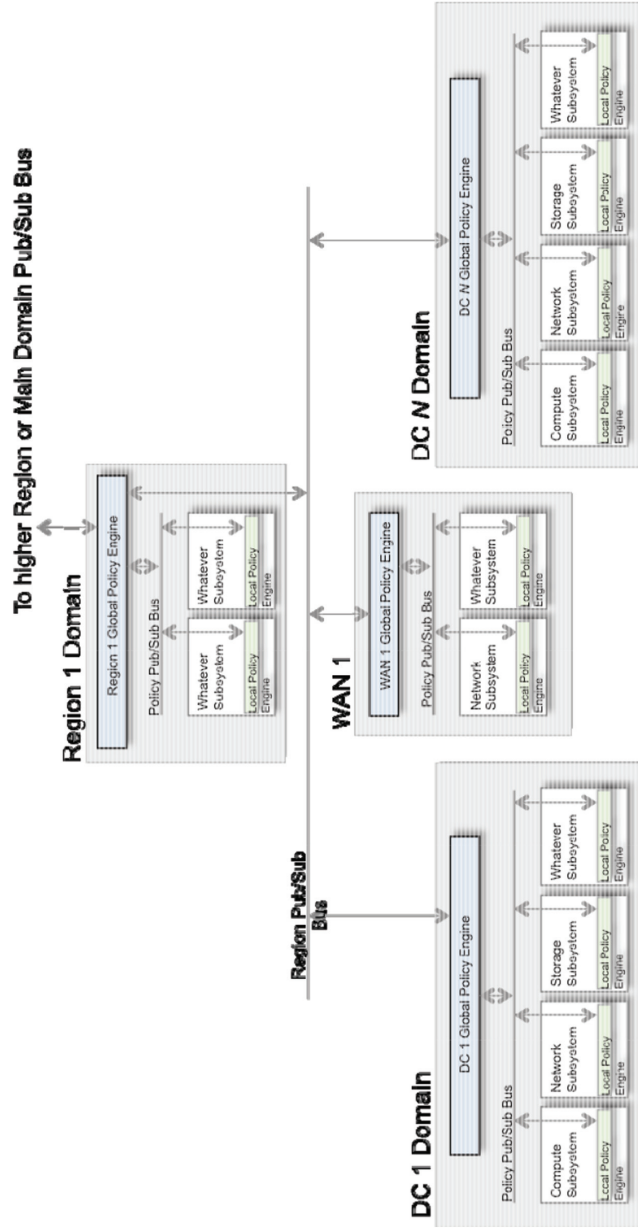 To higher Region or Main Domain Pub/Sub Bus
Region 1 Domain
Region 1 Global Policy Engine
Policy Pub/Sub Bus
Whatever
Subsystem
Local Policy
Engine
Whatever
Subsystem
Local Policy
Engine
Region Pub/Sub
Bus
DC 1 Domain
DC 1 Global Policy Engine
Policy Pub/Sub Bus
Compute
Subsystem
Local Policy
Engine
Network
Subsystem
Local Policy
Engine
Storage
Subsystem
Local Policy
Engine
Whatever
Subsystem
Local Policy
Engine
WAN 1
WAN 1 Global Policy Engine
Policy Pub/Sub Bus
Network
Subsystem
Local Policy
Engine
Whatever
Subsystem
Local Policy
Engine
DC N Domain
DC N Global Policy Engine
Policy Pub/Sub Bus
Compute
Subsystem
Local Policy
Engine
Network
Subsystem
Local Policy
Engine
Storage
Subsystem
Local Policy
Engine
Whatever
Subsystem
Local Policy
Engine